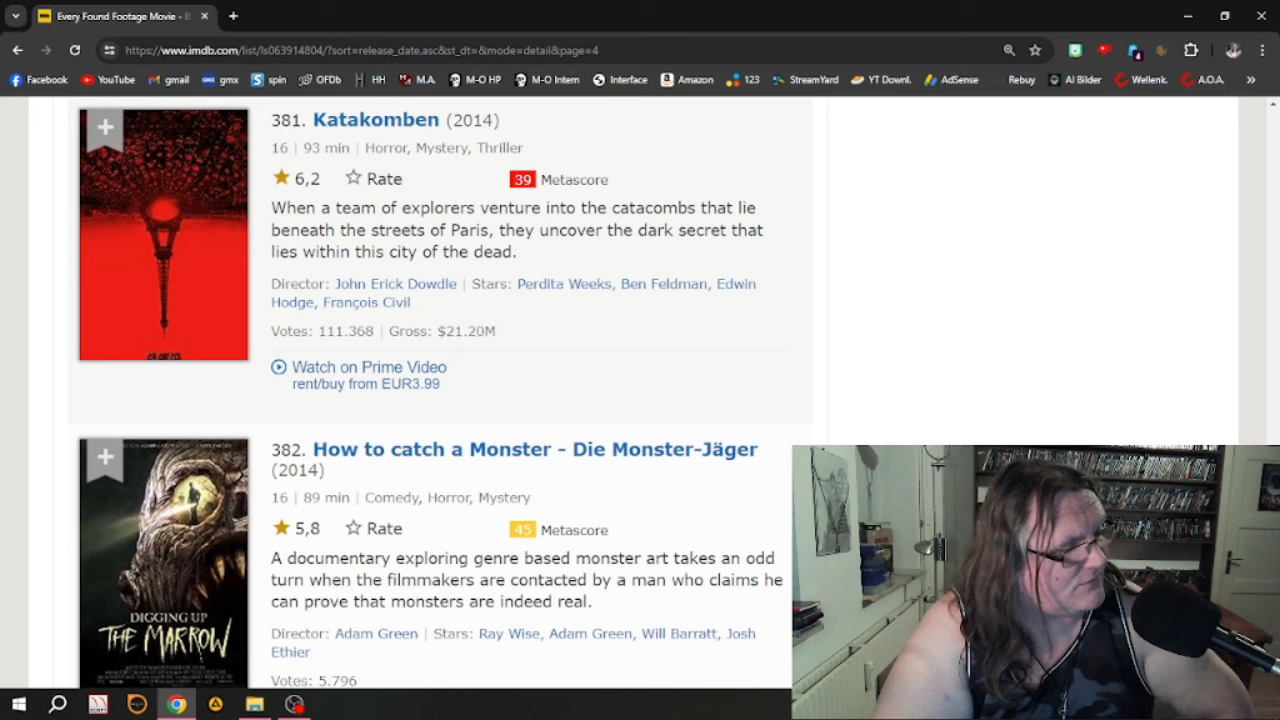 Every Found Footage Movie - I
https://www.imdb.com/list/ls063914804/?sort=release_date,asc&st_dt=&mode=detail&page=4
Facebook YouTube gmail gmx spin OFDb HH M.A. M-O HP M-O Intern Interface Amazon 123 StreamYard YT Downl. AdSense Rebuy AI Bilder Wellenk. A.O.A. »
381. Katakomben (2014)
16 | 93 min | Horror, Mystery, Thriller
6,2 Rate 39 Metascore
When a team of explorers venture into the catacombs that lie
beneath the streets of Paris, they uncover the dark secret that
lies within this city of the dead.
Director: John Erick Dowdle | Stars: Perdita Weeks, Ben Feldman, Edwin
Hodge, François Civil
Votes: 111.368 | Gross: $21.20M
Watch on Prime Video
rent/buy from EUR3.99
382. How to catch a Monster - Die Monster-Jäger
(2014)
16 | 89 min | Comedy, Horror, Mystery
5,8 Rate 45 Metascore
A documentary exploring genre based monster art takes an odd
turn when the filmmakers are contacted by a man who claims he
can prove that monsters are indeed real.
Director: Adam Green | Stars: Ray Wise, Adam Green, Will Barratt, Josh
Ethier
Votes: 5.796
DIGGING UP
THE MARROW